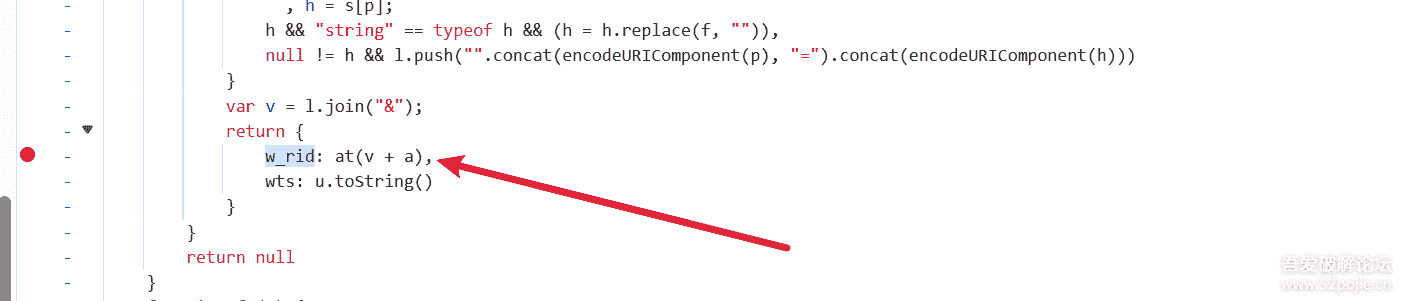 , h = s[p];
h && "string" == typeof h && (h = h.replace(f, "")),
null != h && l.push("".concat(encodeURIComponent(p), "=").concat(encodeURIComponent(h)))
}
var v = l.join("&");
return {
w_rid: at(v + a),
wts: u.toString()
}
}
return null
}
吾爱破解论坛
www.52pojie.cn